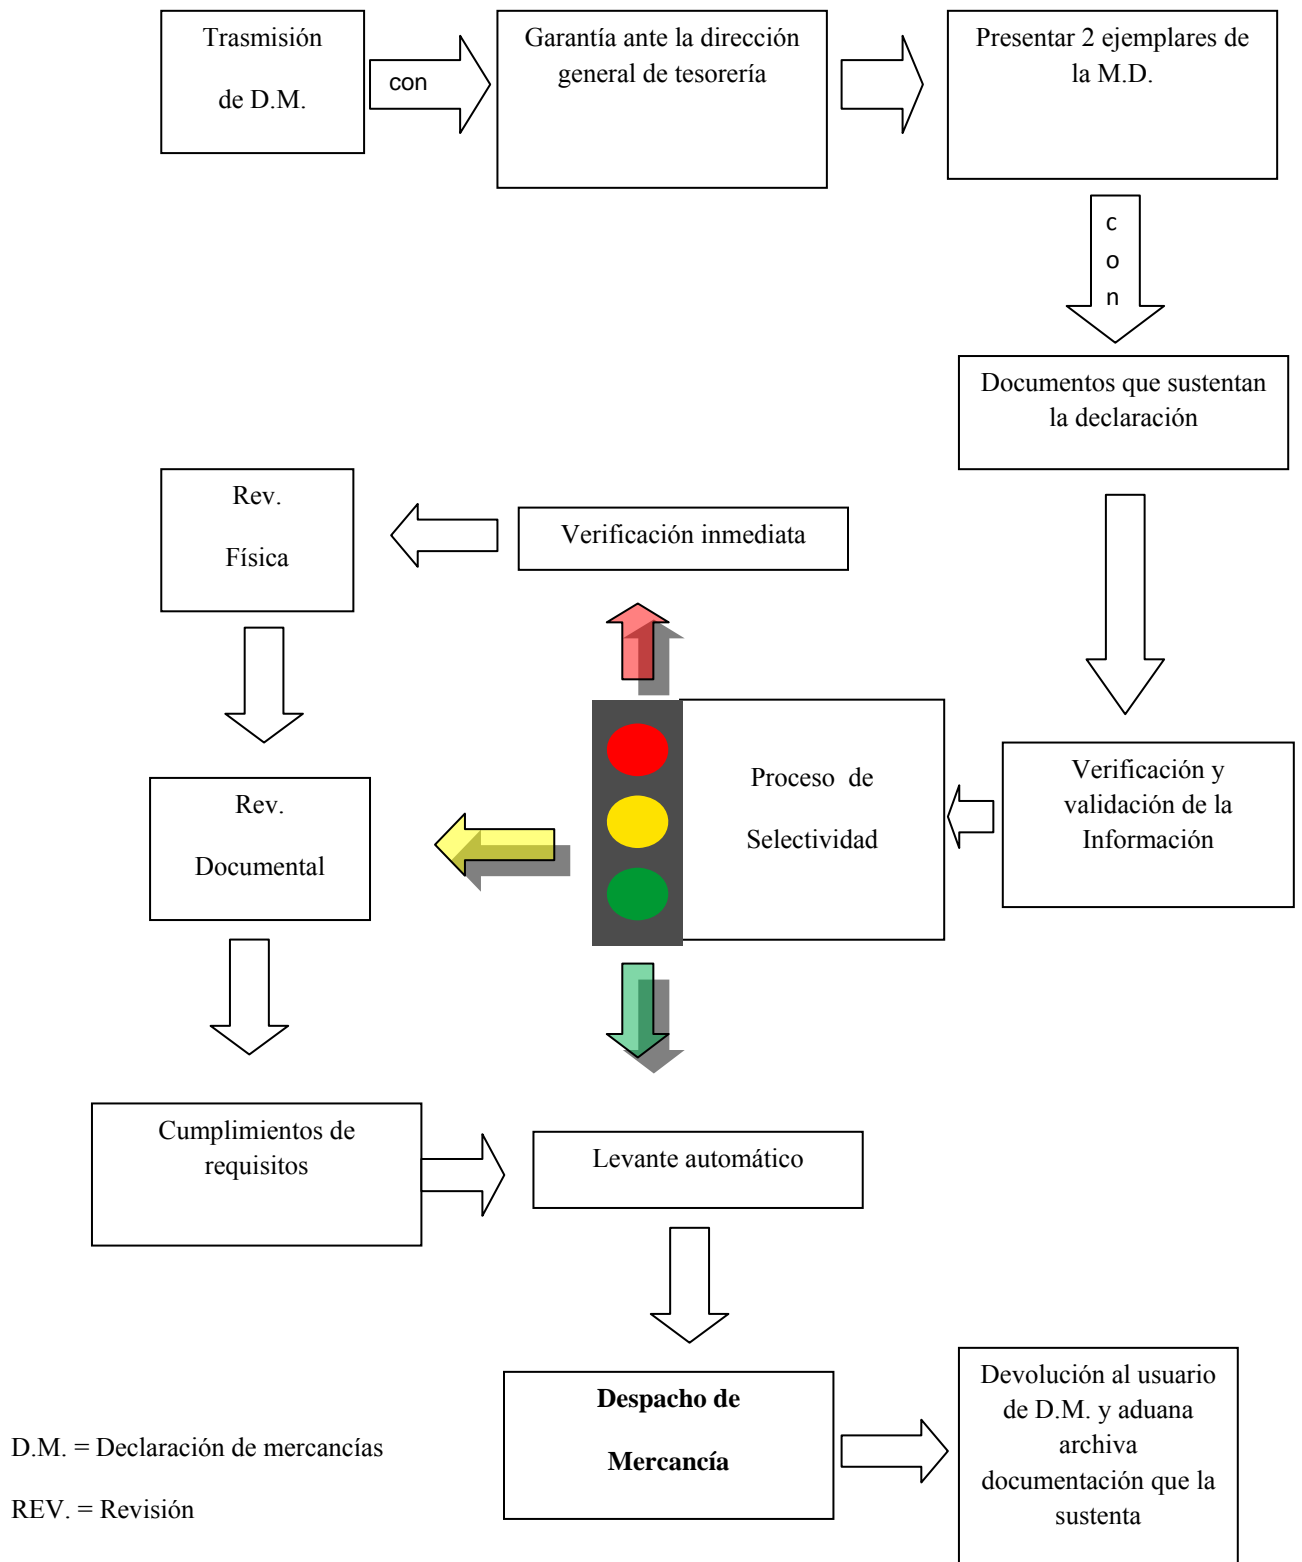 Trasmisión
de D.M.
con
Garantía ante la dirección
general de tesorería
Presentar 2 ejemplares de
la M.D.
c
o
n
Documentos que sustentan
la declaración
Verificación y
validación de la
Información
Proceso de
Selectividad
Verificación inmediata
Rev.
Física
Rev.
Documental
Cumplimientos de
requisitos
Levante automático
Despacho de
Mercancía
Devolución al usuario
de D.M. y aduana
archiva
documentación que la
sustenta
D.M. = Declaración de mercancías
REV. = Revisión